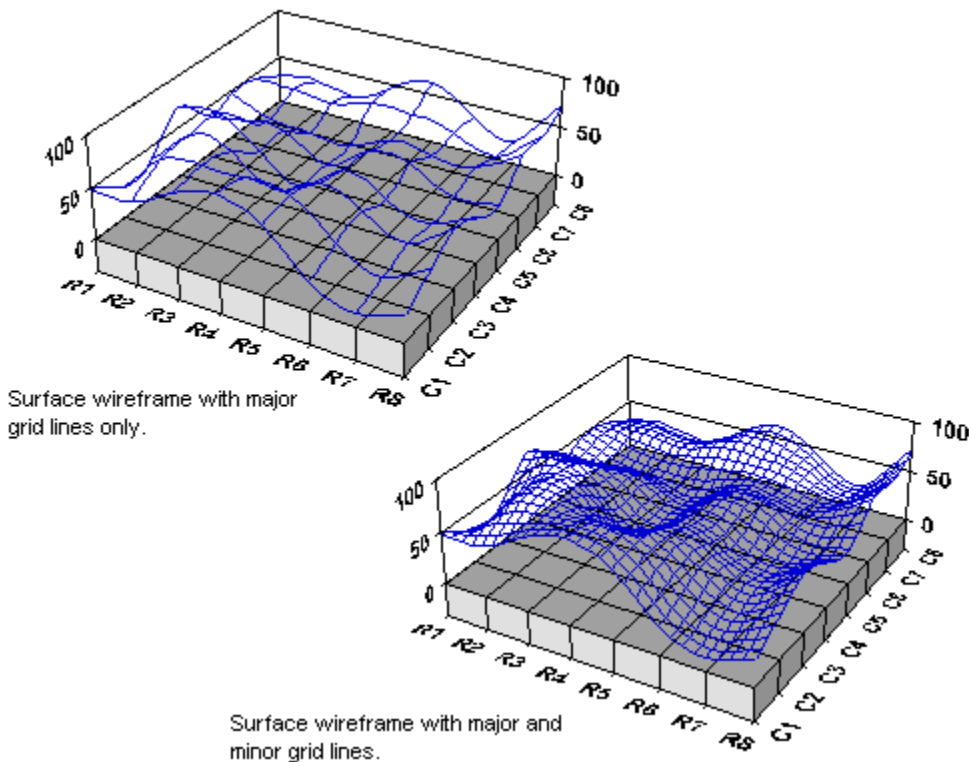 100
50
0
100
50
0
R1 R2 R3 R4 R5 R6 R7 R8
C1 C2 C3 C4 C5 C6 C7 C8
Surface wireframe with major
grid lines only.
100
50
0
100
50
0
R1 R2 R3 R4 R5 R6 R7 R8
C1 C2 C3 C4 C5 C6 C7 C8
Surface wireframe with major and
minor grid lines.